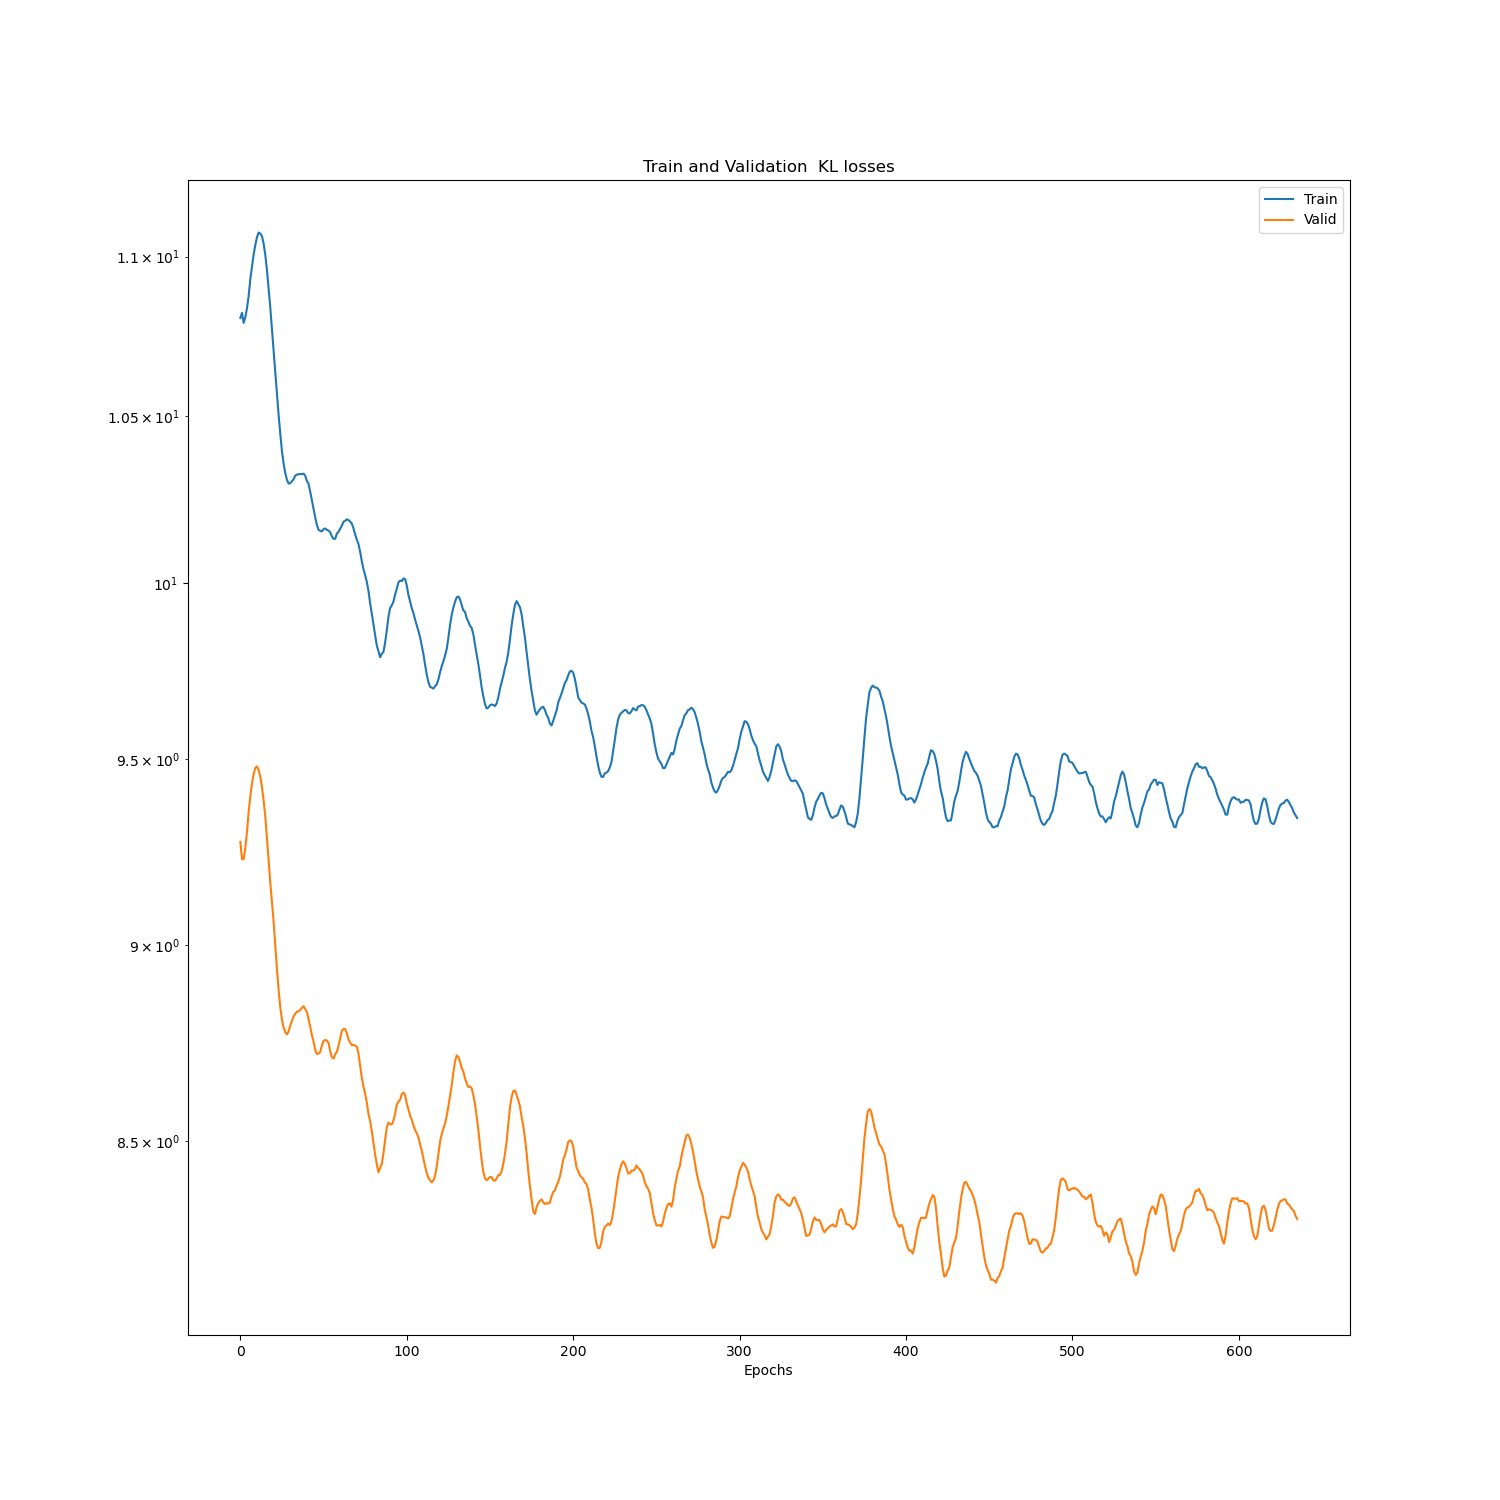 Train and Validation  KL losses
Train
Valid
1.1 × 10¹
1.05 × 10¹
10¹
9.5 × 10⁰
9 × 10⁰
8.5 × 10⁰
0 100 200 300 400 500 600
Epochs